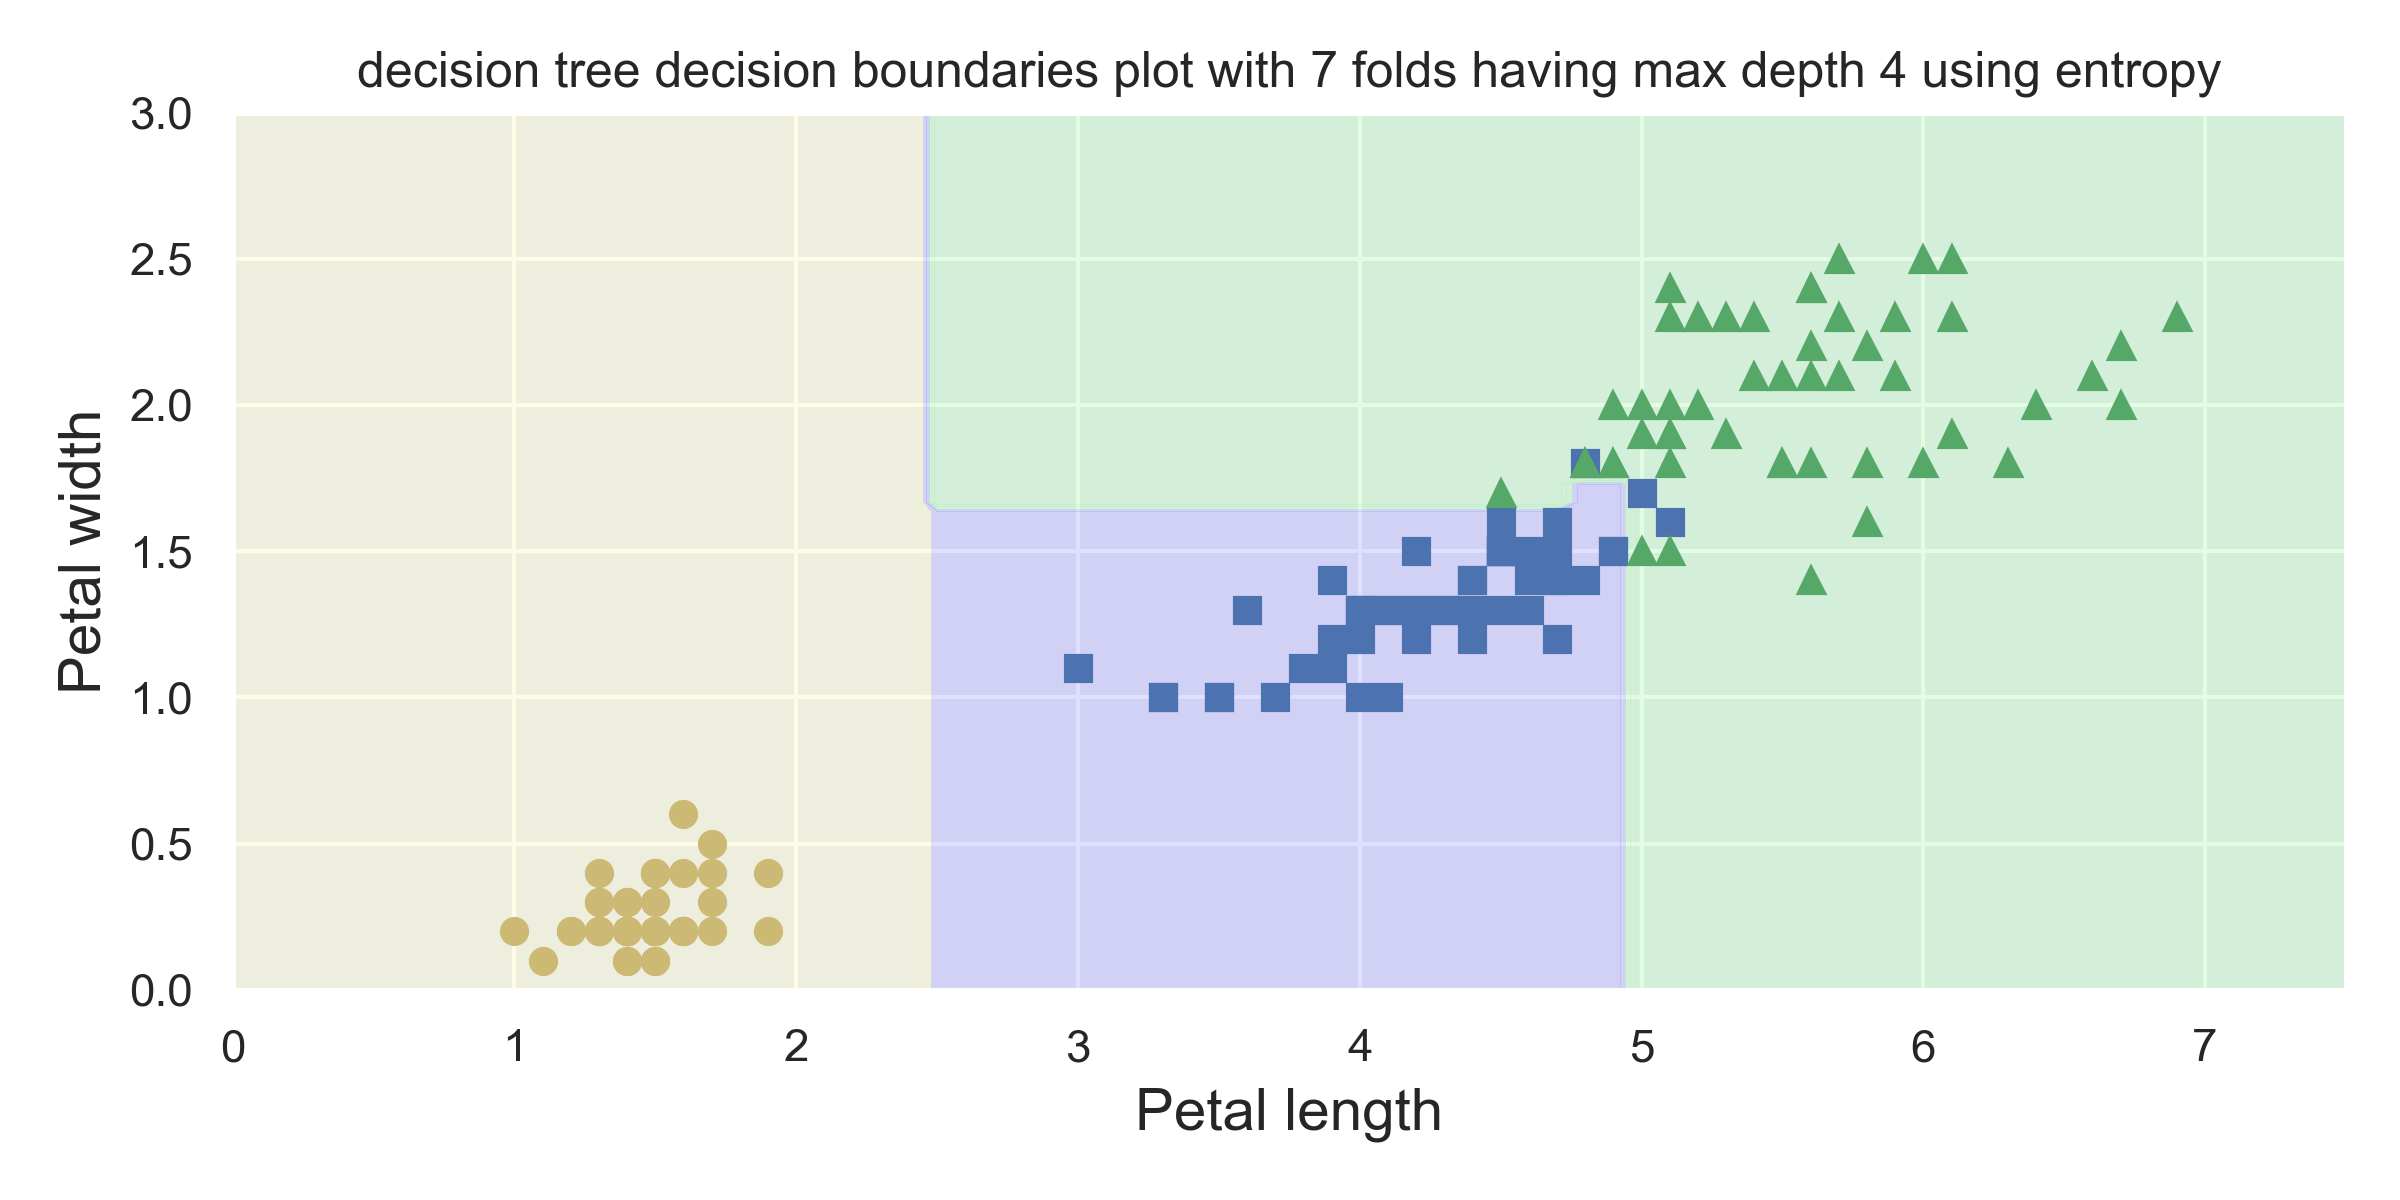 decision tree decision boundaries plot with 7 folds having max depth 4 using entropy
3.0
2.5
2.0
1.5
1.0
0.5
0.0
Petal width
0 1 2 3 4 5 6 7
Petal length